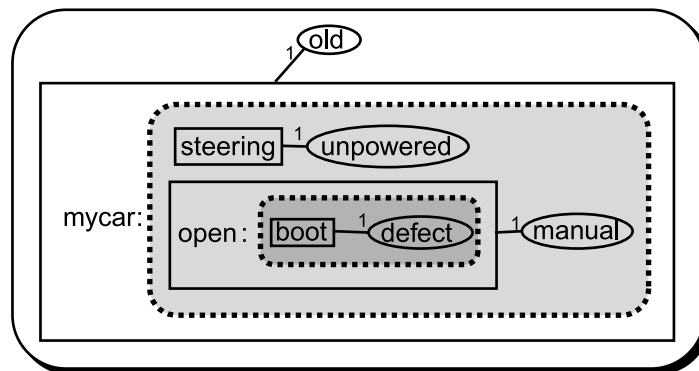 1 old
steering 1 unpowered
mycar:
open: boot 1 defect 1 manual